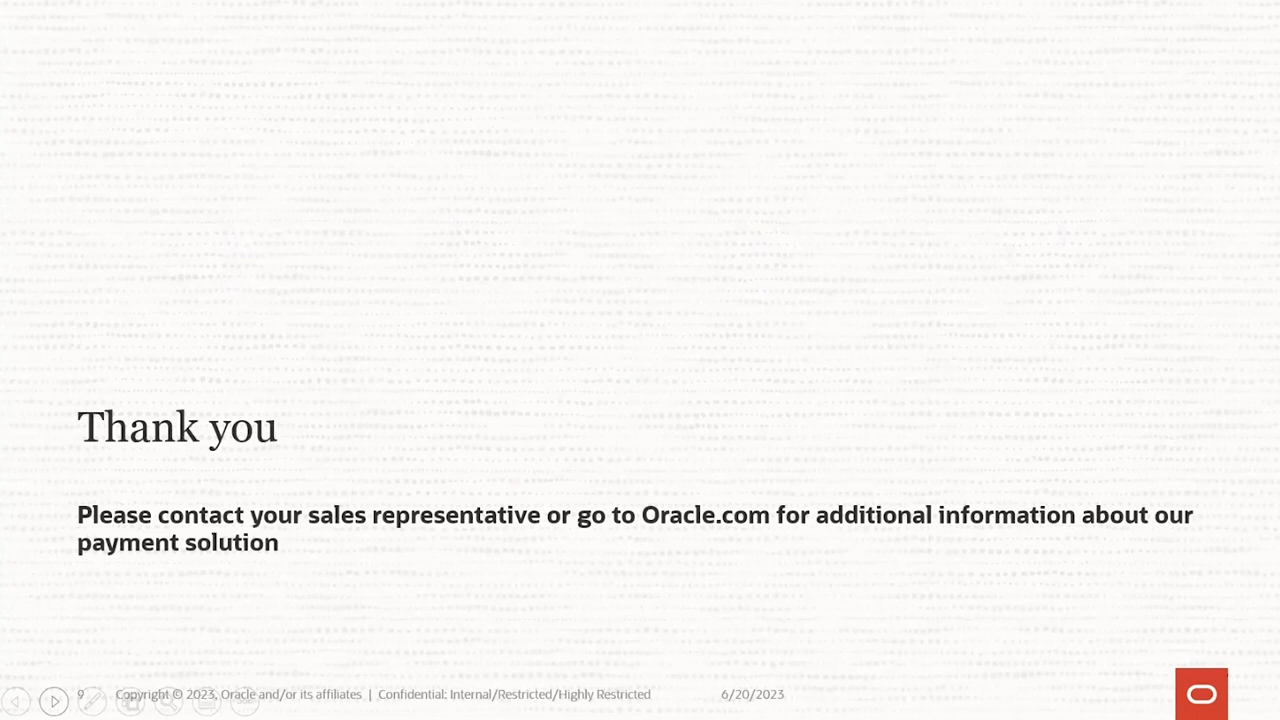 Thank you
Please contact your sales representative or go to Oracle.com for additional information about our
payment solution
9 Copyright © 2023, Oracle and/or its affiliates | Confidential: Internal/Restricted/Highly Restricted 6/20/2023